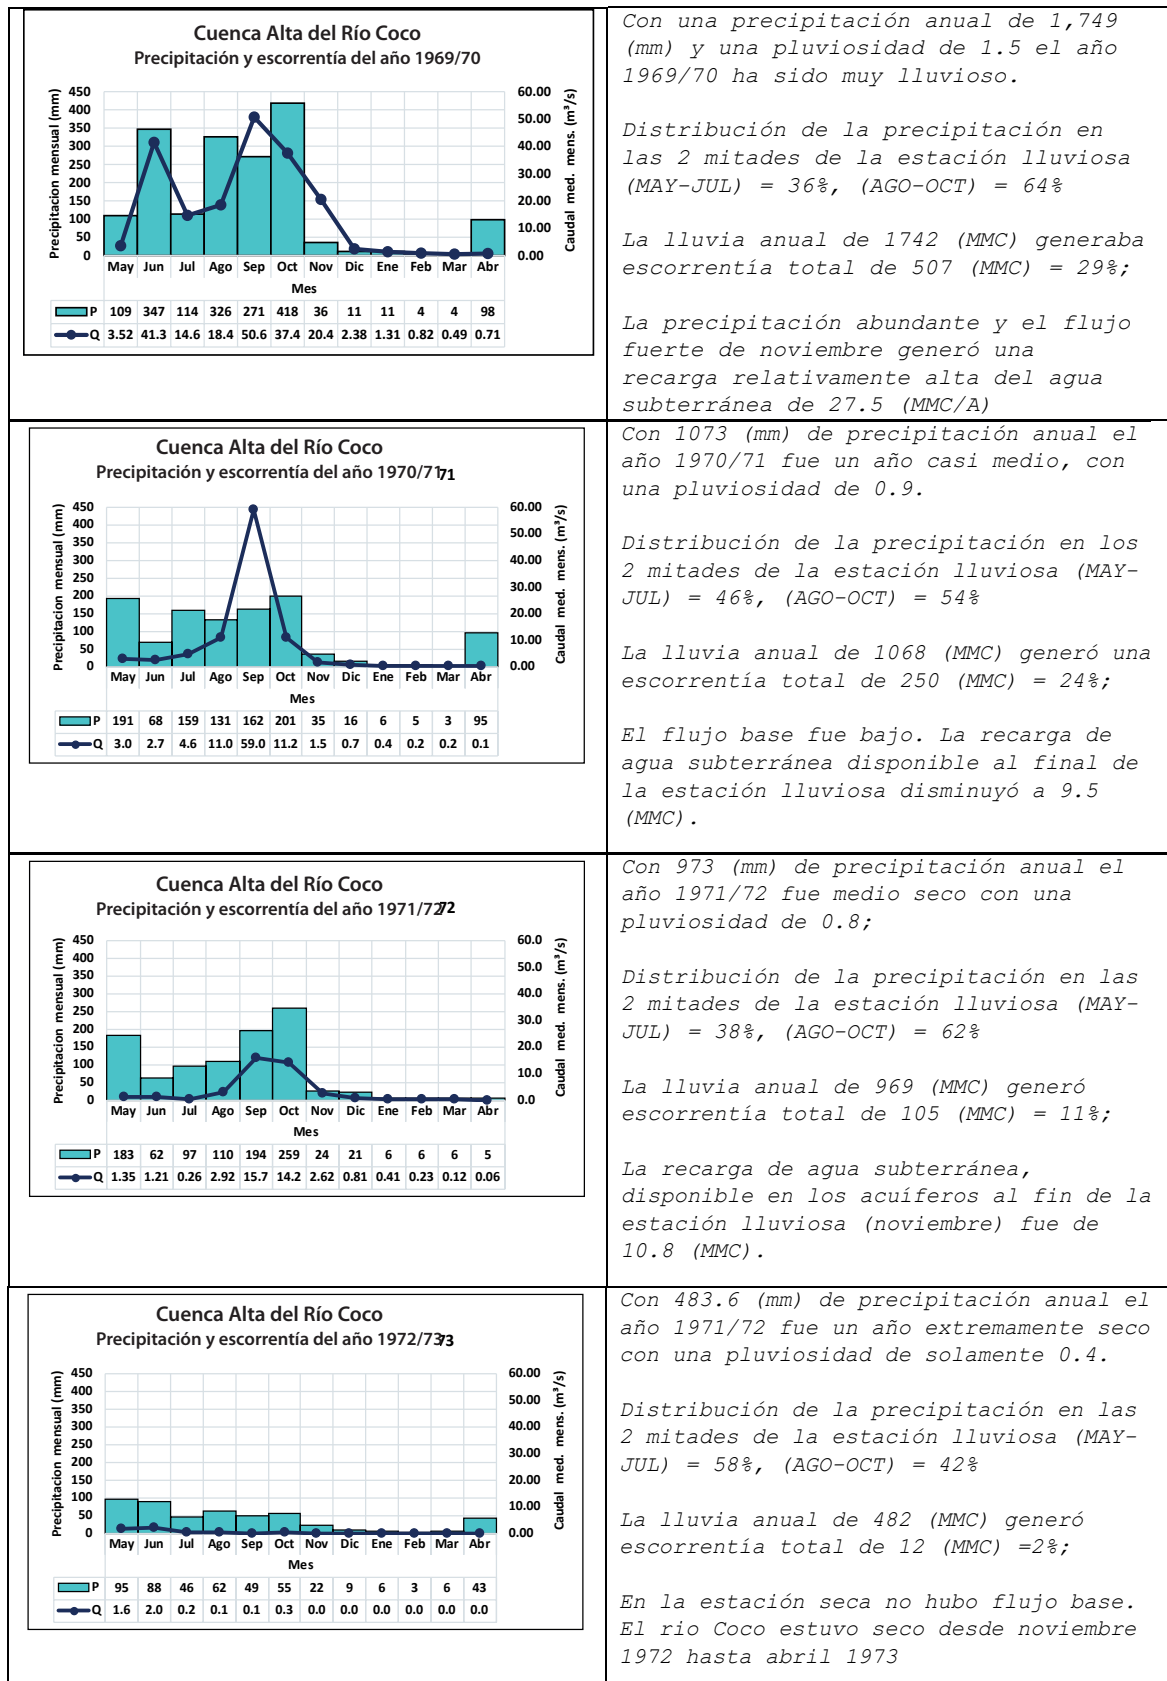 Cuenca Alta del Río Coco
Precipitación y escorrentía del año 1969/70
Precipitacion mensual (mm)
450
400
350
300
250
200
150
100
50
0
60.00
50.00
40.00
30.00
20.00
10.00
0.00
Caudal med. mens. (m³/s)
May Jun Jul Ago Sep Oct Nov Dic Ene Feb Mar Abr
Mes
P 109 347 114 326 271 418 36 11 11 4 4 98
Q 3.52 41.3 14.6 18.4 50.6 37.4 20.4 2.38 1.31 0.82 0.49 0.71
Con una precipitación anual de 1,749
(mm) y una pluviosidad de 1.5 el año
1969/70 ha sido muy lluvioso.
Distribución de la precipitación en
las 2 mitades de la estación lluviosa
(MAY-JUL) = 36%, (AGO-OCT) = 64%
La lluvia anual de 1742 (MMC) generaba
escorrentía total de 507 (MMC) = 29%;
La precipitación abundante y el flujo
fuerte de noviembre generó una
recarga relativamente alta del agua
subterránea de 27.5 (MMC/A)
Cuenca Alta del Río Coco
Precipitación y escorrentía del año 1970/71 71
Precipitacion mensual (mm)
450
400
350
300
250
200
150
100
50
0
60.00
50.00
40.00
30.00
20.00
10.00
0.00
Caudal med. mens. (m³/s)
May Jun Jul Ago Sep Oct Nov Dic Ene Feb Mar Abr
Mes
P 191 68 159 131 162 201 35 16 6 5 3 95
Q 3.0 2.7 4.6 11.0 59.0 11.2 1.5 0.7 0.4 0.2 0.2 0.1
Con 1073 (mm) de precipitación anual el
año 1970/71 fue un año casi medio, con
una pluviosidad de 0.9.
Distribución de la precipitación en los
2 mitades de la estación lluviosa (MAY-
JUL) = 46%, (AGO-OCT) = 54%
La lluvia anual de 1068 (MMC) generó una
escorrentía total de 250 (MMC) = 24%;
El flujo base fue bajo. La recarga de
agua subterránea disponible al final de
la estación lluviosa disminuyó a 9.5
(MMC).
Cuenca Alta del Río Coco
Precipitación y escorrentía del año 1971/72 72
Precipitacion mensual (mm)
450
400
350
300
250
200
150
100
50
0
60.0
50.0
40.0
30.0
20.0
10.0
0.0
Caudal med. mens. (m³/s)
May Jun Jul Ago Sep Oct Nov Dic Ene Feb Mar Abr
Mes
P 183 62 97 110 194 259 24 21 6 6 6 5
Q 1.35 1.21 0.26 2.92 15.7 14.2 2.62 0.81 0.41 0.23 0.12 0.06
Con 973 (mm) de precipitación anual el
año 1971/72 fue medio seco con una
pluviosidad de 0.8;
Distribución de la precipitación en las
2 mitades de la estación lluviosa (MAY-
JUL) = 38%, (AGO-OCT) = 62%
La lluvia anual de 969 (MMC) generó
escorrentía total de 105 (MMC) = 11%;
La recarga de agua subterránea,
disponible en los acuíferos al fin de la
estación lluviosa (noviembre) fue de
10.8 (MMC).
Cuenca Alta del Río Coco
Precipitación y escorrentía del año 1972/73 73
Precipitacion mensual (mm)
450
400
350
300
250
200
150
100
50
0
60.00
50.00
40.00
30.00
20.00
10.00
0.00
Caudal med. mens. (m³/s)
May Jun Jul Ago Sep Oct Nov Dic Ene Feb Mar Abr
Mes
P 95 88 46 62 49 55 22 9 6 3 6 43
Q 1.6 2.0 0.2 0.1 0.1 0.3 0.0 0.0 0.0 0.0 0.0 0.0
Con 483.6 (mm) de precipitación anual el
año 1971/72 fue un año extremamente seco
con una pluviosidad de solamente 0.4.
Distribución de la precipitación en las
2 mitades de la estación lluviosa (MAY-
JUL) = 58%, (AGO-OCT) = 42%
La lluvia anual de 482 (MMC) generó
escorrentía total de 12 (MMC) =2%;
En la estación seca no hubo flujo base.
El rio Coco estuvo seco desde noviembre
1972 hasta abril 1973